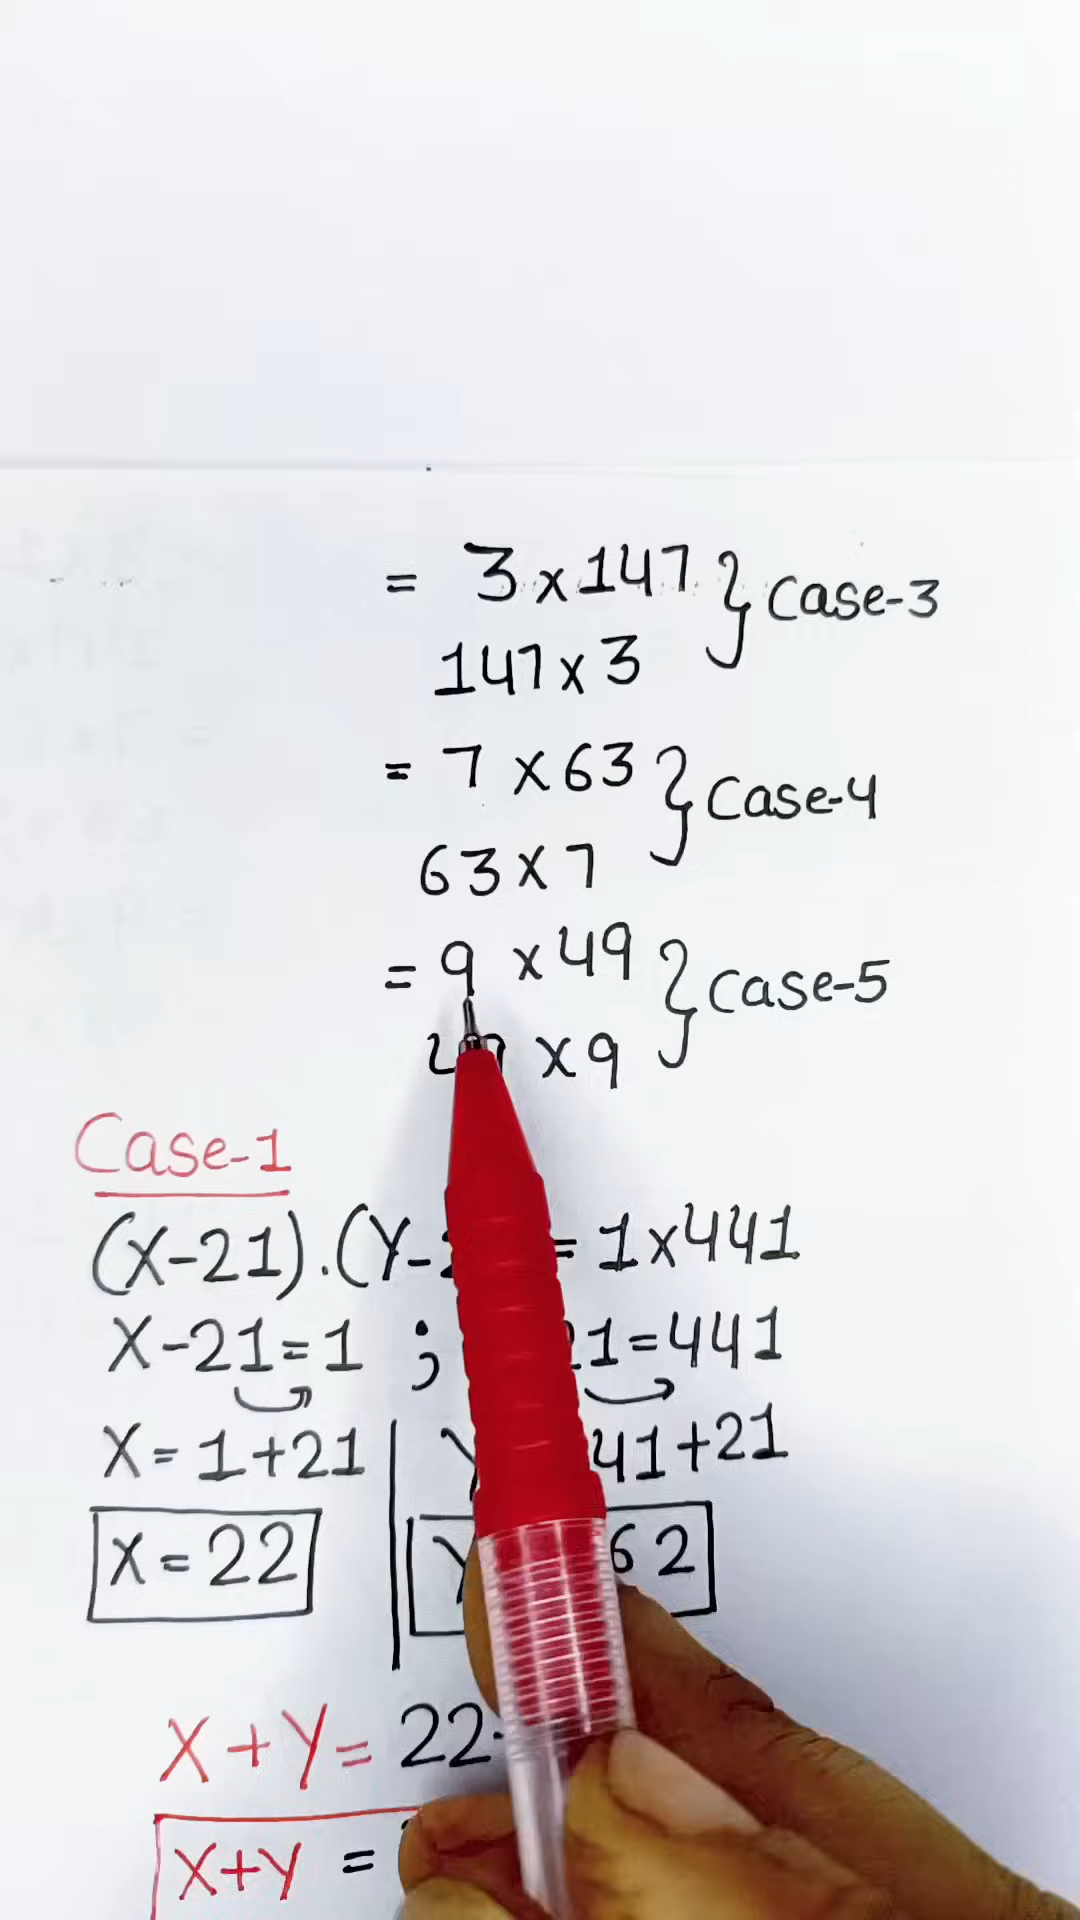 = 3 x 147 } Case-3
147 x 3
= 7 x 63 } Case-4
63 x 7
= 9 x 49 } Case-5
x 9
Case-1
(X-21).(Y- = 1x441
X-21=1 ; 21=441
X=1+21 | 41+21
X=22 62
X+Y= 22
X+Y =